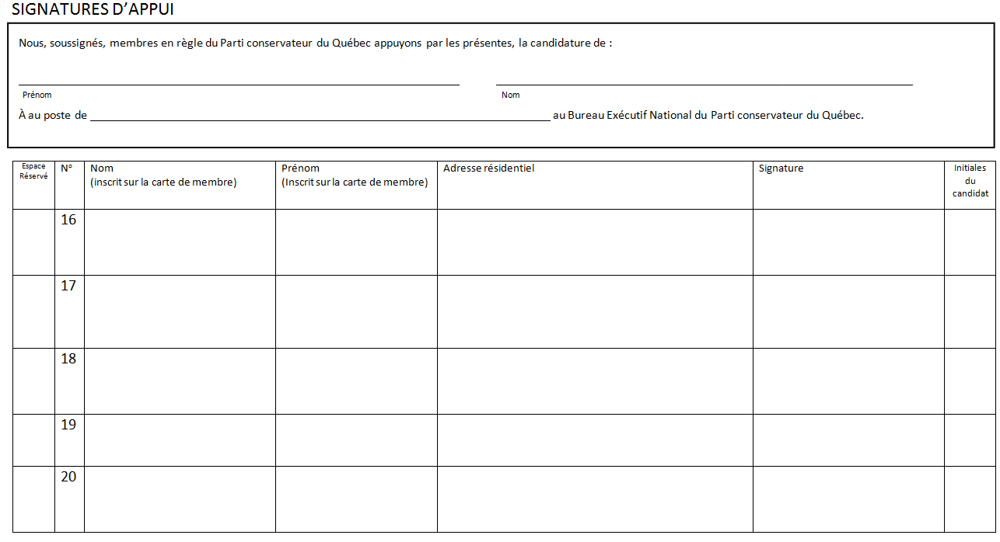 SIGNATURES D’APPUI
Nous, soussignés, membres en règle du Parti conservateur du Québec appuyons par les présentes, la candidature de :
Prénom
Nom
À au poste de ______ au Bureau Exécutif National du Parti conservateur du Québec.
Espace
Réservé
N°
Nom
(inscrit sur la carte de membre)
Prénom
(Inscrit sur la carte de membre)
Adresse résidentiel
Signature
Initiales
du
candidat
16
17
18
19
20